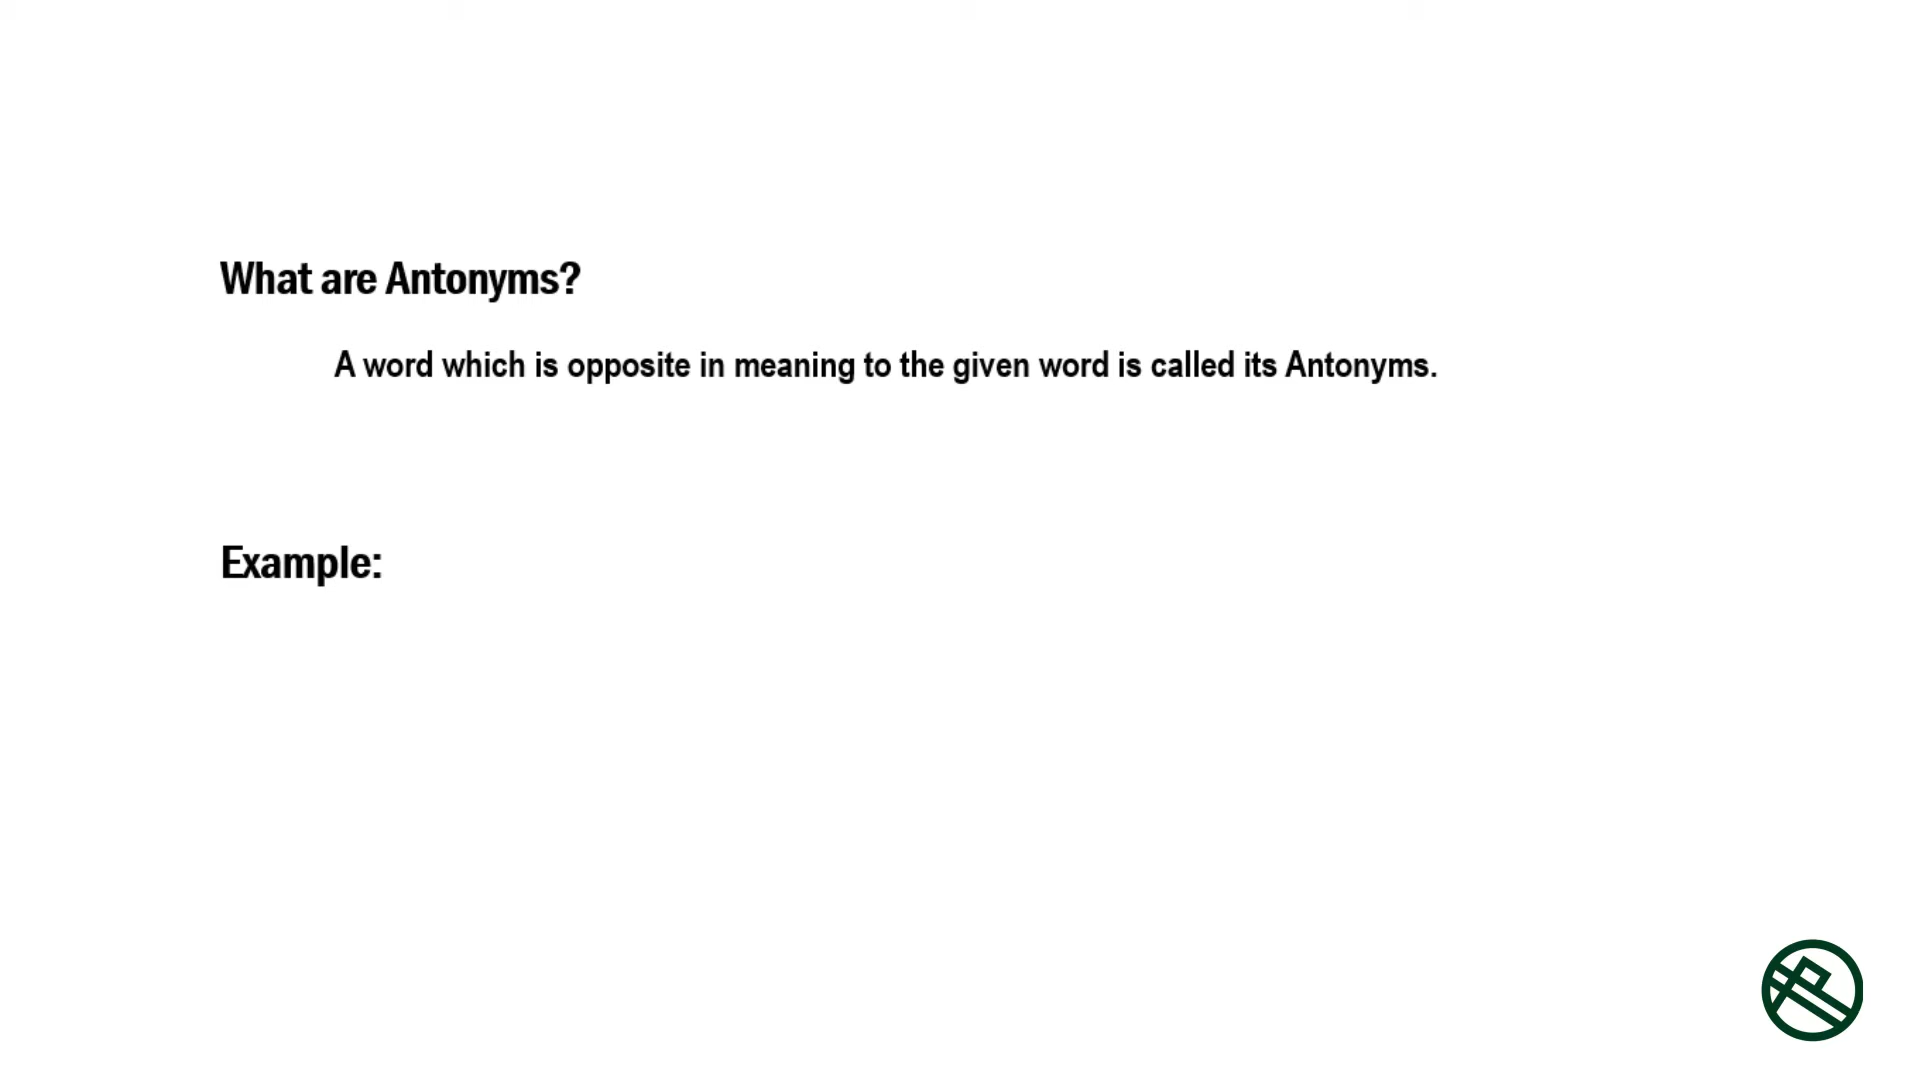 What are Antonyms?
A word which is opposite in meaning to the given word is called its Antonyms.
Example: